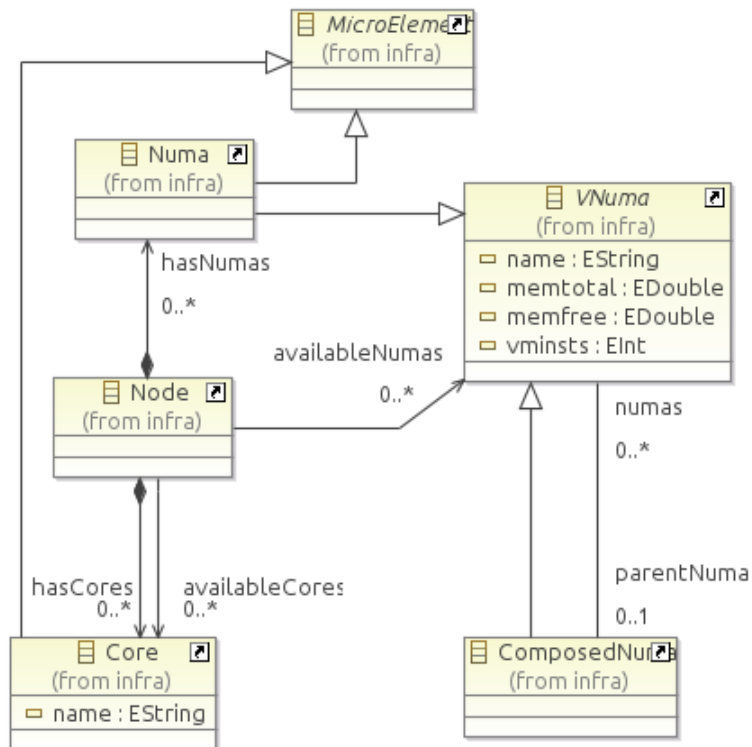 MicroElement
(from infra)
Numa
(from infra)
VNuma
(from infra)
name : EString
memtotal : EDouble
memfree : EDouble
vminsts : EInt
hasNumas
0..*
availableNumas
0..*
Node
(from infra)
numas
0..*
hasCores
0..*
availableCores
0..*
parentNuma
0..1
Core
(from infra)
name : EString
ComposedNuma
(from infra)